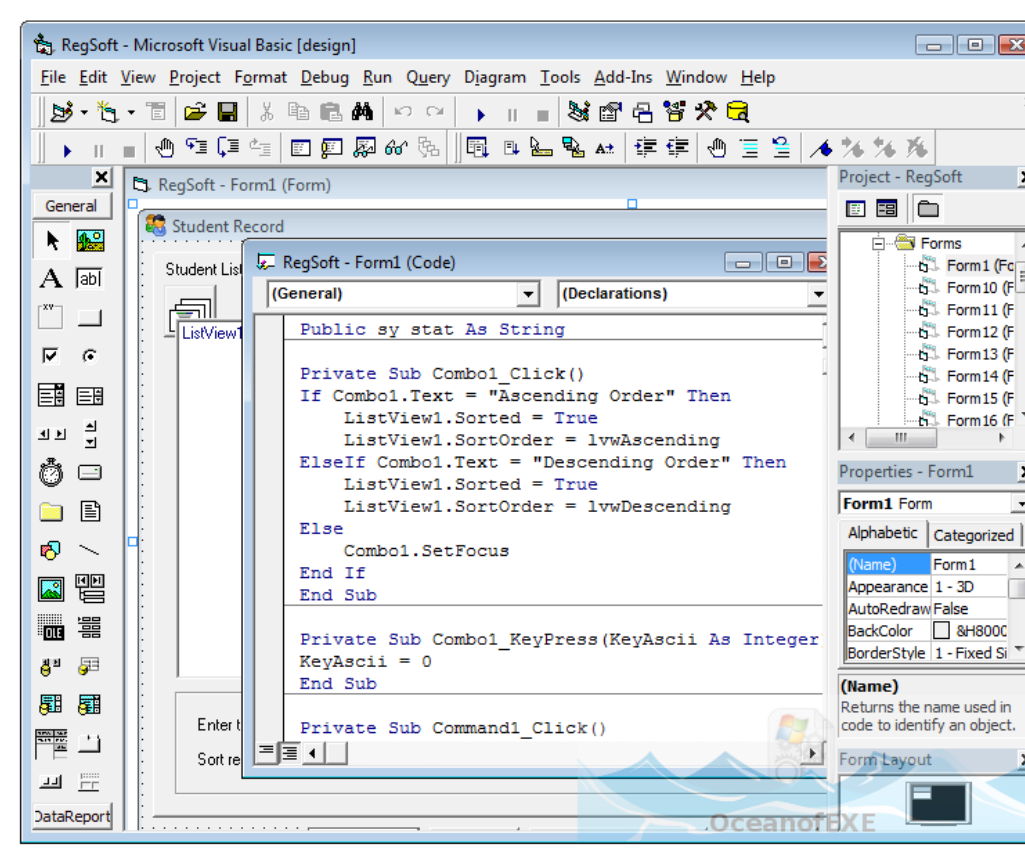 RegSoft - Microsoft Visual Basic [design]
File Edit View Project Format Debug Run Query Diagram Tools Add-Ins Window Help
General
A
ab|
xv
OLE
DataReport
RegSoft - Form1 (Form)
Student Record
Student List
ListView1
Enter t
Sort re
RegSoft - Form1 (Code)
(General) (Declarations)
Public sy_stat As String
Private Sub Combo1_Click()
If Combo1.Text = "Ascending Order" Then
ListView1.Sorted = True
ListView1.SortOrder = lvwAscending
ElseIf Combo1.Text = "Descending Order" Then
ListView1.Sorted = True
ListView1.SortOrder = lvwDescending
Else
Combo1.SetFocus
End If
End Sub
Private Sub Combo1_KeyPress(KeyAscii As Integer
KeyAscii = 0
End Sub
Private Sub Command1_Click()
Project - RegSoft
Forms
Form1 (Fo
Form10 (F
Form11 (F
Form12 (F
Form13 (F
Form14 (F
Form15 (F
Form16 (F
Properties - Form1
Form1 Form
Alphabetic Categorized
(Name) Form1
Appearance 1 - 3D
AutoRedraw False
BackColor &H8000
BorderStyle 1 - Fixed Si
(Name)
Returns the name used in
code to identify an object.
Form Layout
OceanofEXE